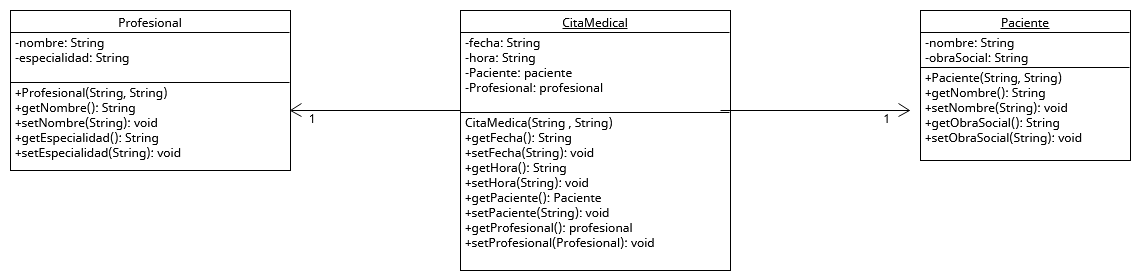 Profesional
-nombre: String
-especialidad: String
+Profesional(String, String)
+getNombre(): String
+setNombre(String): void
+getEspecialidad(): String
+setEspecialidad(String): void
1
CitaMedical
-fecha: String
-hora: String
-Paciente: paciente
-Profesional: profesional
CitaMedica(String , String)
+getFecha(): String
+setFecha(String): void
+getHora(): String
+setHora(String): void
+getPaciente(): Paciente
+setPaciente(String): void
+getProfesional(): profesional
+setProfesional(Profesional): void
1
Paciente
-nombre: String
-obraSocial: String
+Paciente(String, String)
+getNombre(): String
+setNombre(String): void
+getObraSocial(): String
+setObraSocial(String): void